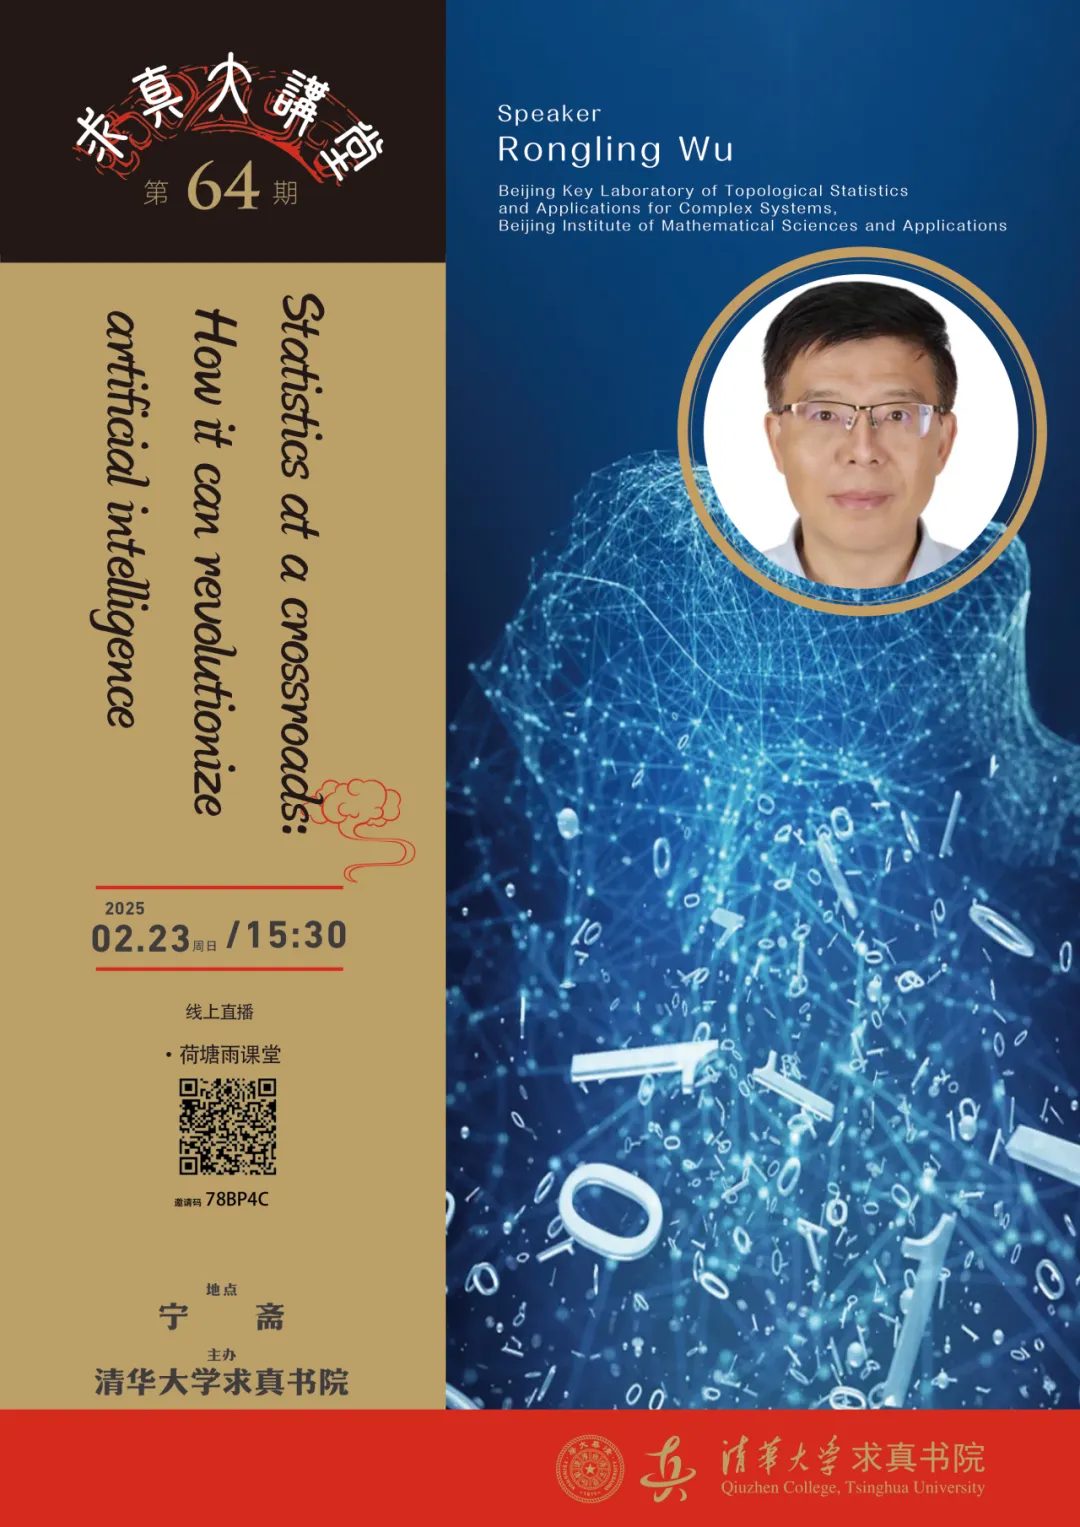 求真大講堂
第 64 期
Speaker
Rongling Wu
Beijing Key Laboratory of Topological Statistics
and Applications for Complex Systems,
Beijing Institute of Mathematical Sciences and Applications
Statistics at a crossroads:
How it can revolutionize
artificial intelligence
2025
02.23周日 /15:30
线上直播
·荷塘雨课堂
邀请码 78BP4C
地点
宁 斋
主办
清华大学求真书院
真 清华大学求真书院
Qiuzhen College, Tsinghua University